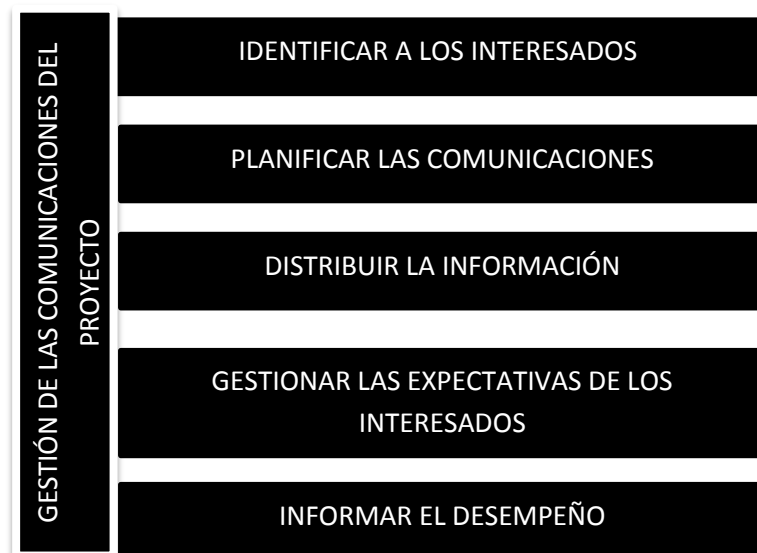 GESTIÓN DE LAS COMUNICACIONES DEL
PROYECTO
IDENTIFICAR A LOS INTERESADOS
PLANIFICAR LAS COMUNICACIONES
DISTRIBUIR LA INFORMACIÓN
GESTIONAR LAS EXPECTATIVAS DE LOS
INTERESADOS
INFORMAR EL DESEMPEÑO